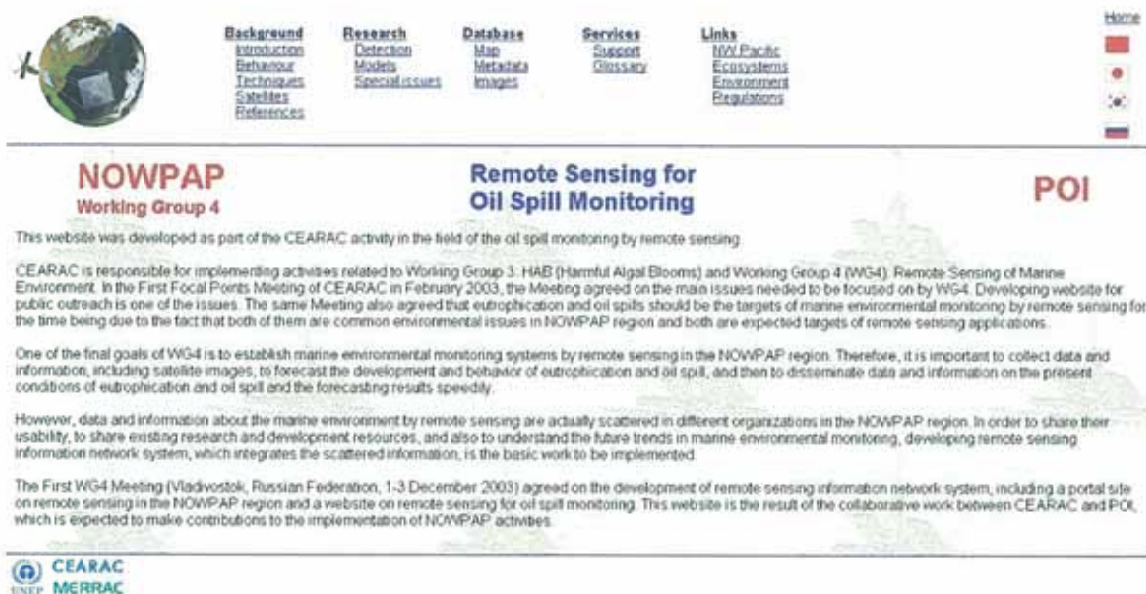 Home
Background Research Database Services Links
Introduction Detection Map Support NW Pacific
Behaviour Models Metadata Glossary Ecosystems
Techniques Special issues Images Environment
Satellites Regulations
References
NOWPAP Remote Sensing for POI
Working Group 4 Oil Spill Monitoring
This website was developed as part of the CEARAC activity in the field of the oil spill monitoring by remote sensing
CEARAC is responsible for implementing activities related to Working Group 3: HAB (Harmful Algal Blooms) and Working Group 4 (WG4): Remote Sensing of Marine
Environment. In the First Focal Points Meeting of CEARAC in February 2003, the Meeting agreed on the main issues needed to be focused on by WG4. Developing website for
public outreach is one of the issues. The same Meeting also agreed that eutrophication and oil spills should be the targets of marine environmental monitoring by remote sensing for
the time being due to the fact that both of them are common environmental issues in NOWPAP region and both are expected targets of remote sensing applications.
One of the final goals of WG4 is to establish marine environmental monitoring systems by remote sensing in the NOWPAP region. Therefore, it is important to collect data and
information, including satellite images, to forecast the development and behavior of eutrophication and oil spill, and then to disseminate data and information on the present
conditions of eutrophication and oil spill and the forecasting results speedily.
However, data and information about the marine environment by remote sensing are actually scattered in different organizations in the NOWPAP region. In order to share their
usability, to share existing research and development resources, and also to understand the future trends in marine environmental monitoring, developing remote sensing
information network system, which integrates the scattered information, is the basic work to be implemented
The First WG4 Meeting (Vladivostok, Russian Federation, 1-3 December 2003) agreed on the development of remote sensing information network system, including a portal site
on remote sensing in the NOWPAP region and a website on remote sensing for oil spill monitoring. This website is the result of the collaborative work between CEARAC and POI,
which is expected to make contributions to the implementation of NOWPAP activities.
CEARAC
UNEP MERRAC